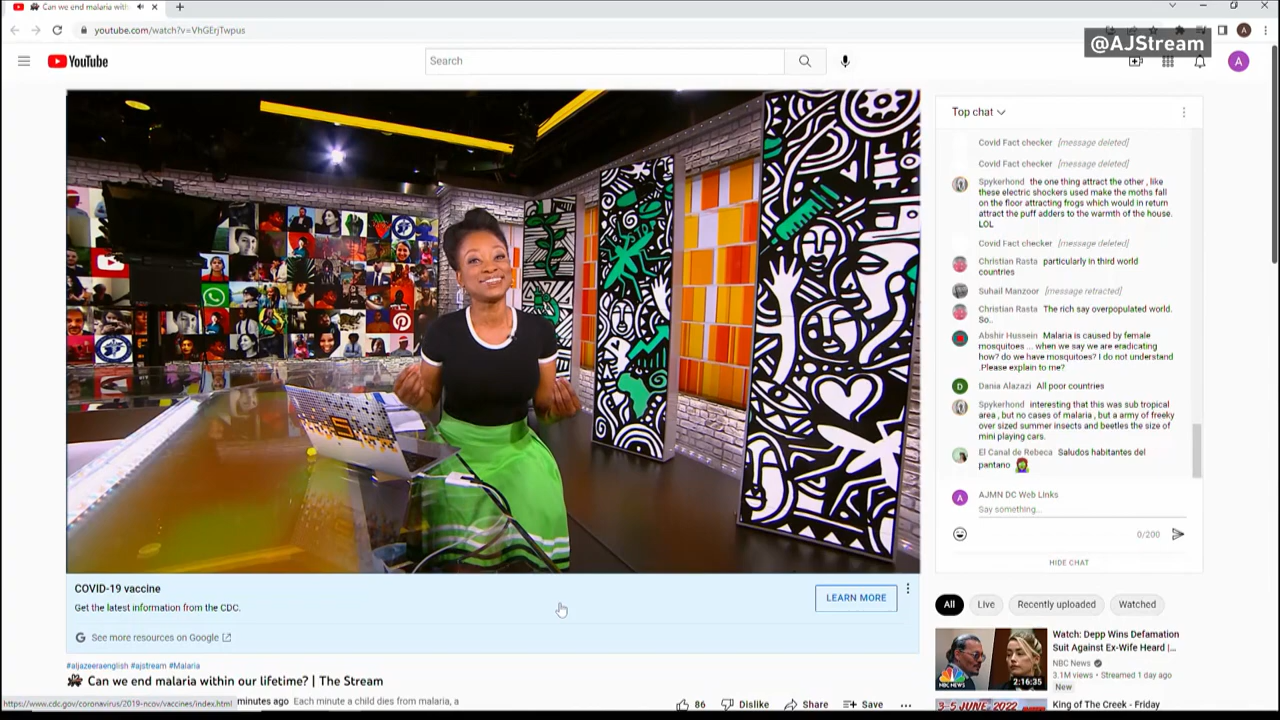 Can we end malaria with
youtube.com/watch?v=VhGErjTwpus
@AJStream
YouTube
Search
A
Top chat
Covid Fact checker [message deleted]
Covid Fact checker [message deleted]
Spykerhond the one thing attract the other , like
these electric shockers used make the moths fall
on the floor attracting frogs which would in return
attract the puff adders to the warmth of the house.
LOL
Covid Fact checker [message deleted]
Christian Rasta particularly in third world
countries
Suhail Manzoor [message retracted]
Christian Rasta The rich say overpopulated world.
So..
Abshir Hussein Malaria is caused by female
mosquitoes ... when we say we are eradicating
how? do we have mosquitoes? I do not understand
.Please explain to me?
D Dania Alazazi All poor countries
Spykerhond interesting that this was sub tropical
area , but no cases of malaria , but a army of freeky
over sized summer insects and beetles the size of
mini playing cars.
El Canal de Rebeca Saludos habitantes del
pantano
A AJMN DC Web Links
Say something...
0/200
HIDE CHAT
COVID-19 vaccine
Get the latest information from the CDC.
LEARN MORE
See more resources on Google
All Live Recently uploaded Watched
Watch: Depp Wins Defamation
Suit Against Ex-Wife Heard |...
NBC News
3.1M views • Streamed 1 day
ago
New
NBC NEWS
2:16:35
#aljazeeraenglish #ajstream #Malaria
Can we end malaria within our lifetime? | The Stream
https://www.cdc.gov/coronavirus/2019-ncov/vaccines/index.html
minutes ago Each minute a child dies from malaria, a
86 Dislike Share Save
3-5 JUNE, 2022
King of The Creek - Friday